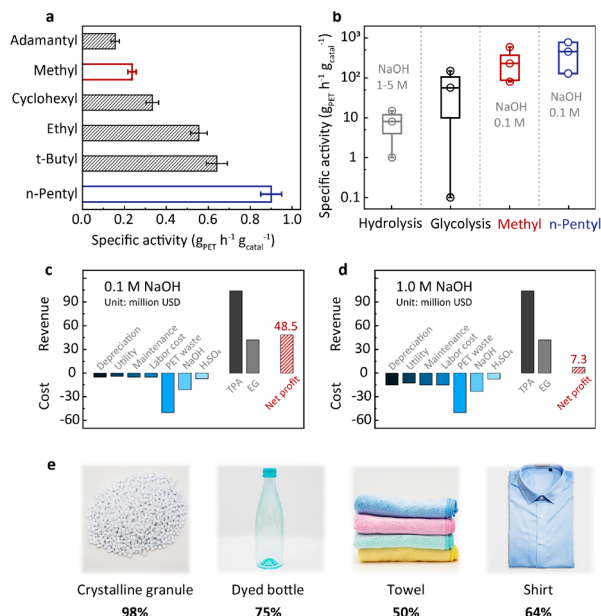 a
Adamantyl
Methyl
Cyclohexyl
Ethyl
t-Butyl
n-Pentyl
0.0 0.2 0.4 0.6 0.8 1.0
Specific activity (gPET h⁻¹ gcatal⁻¹)
b
Specific activity (gPET h⁻¹ gcatal⁻¹)
10³
10²
10
1
0.1
NaOH
1-5 M
NaOH
0.1 M
NaOH
0.1 M
Hydrolysis Glycolysis Methyl n-Pentyl
c
0.1 M NaOH
Unit: million USD
Revenue
Cost
90
60
30
0
-30
-60
Depreciation
Utility
Maintenance
Labor cost
PET waste
NaOH
H₂SO₄
TPA
EG
48.5
Net profit
d
1.0 M NaOH
Unit: million USD
Revenue
Cost
90
60
30
0
-30
-60
Depreciation
Utility
Maintenance
Labor cost
PET waste
NaOH
H₂SO₄
TPA
EG
7.3
Net profit
e
Crystalline granule Dyed bottle Towel Shirt
98% 75% 50% 64%